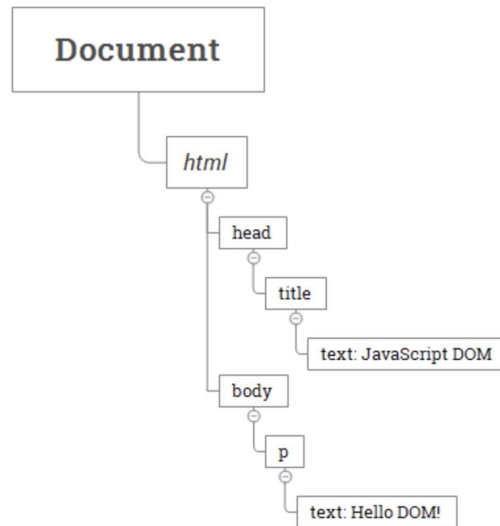 Document
html
head
title
text: JavaScript DOM
body
p
text: Hello DOM!